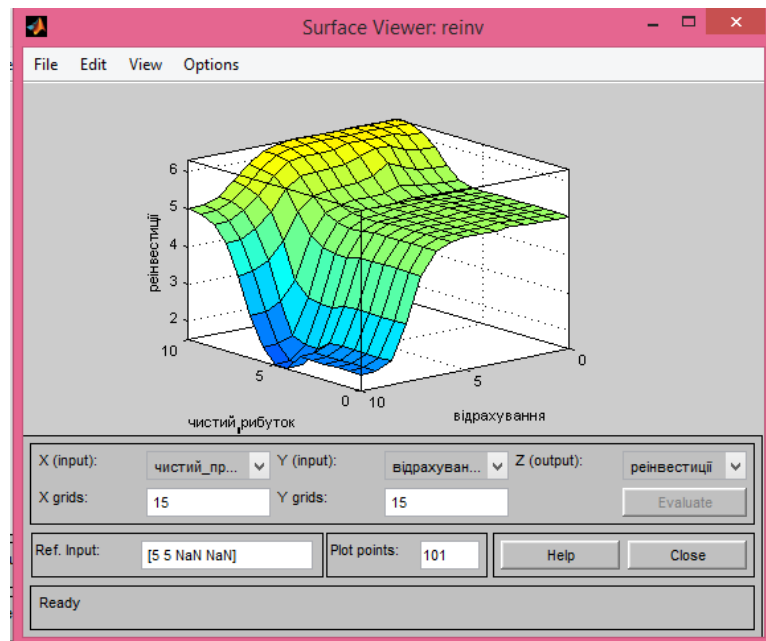 Surface Viewer: reinv
File Edit View Options
6
5
4
3
2
реінвестиції
10
5
0
10
5
0
чистий_рибуток
відрахування
X (input): чистий_пр... Y (input): відрахуван... Z (output): реінвестиції
X grids: 15 Y grids: 15 Evaluate
Ref. Input: [5 5 NaN NaN] Plot points: 101 Help Close
Ready